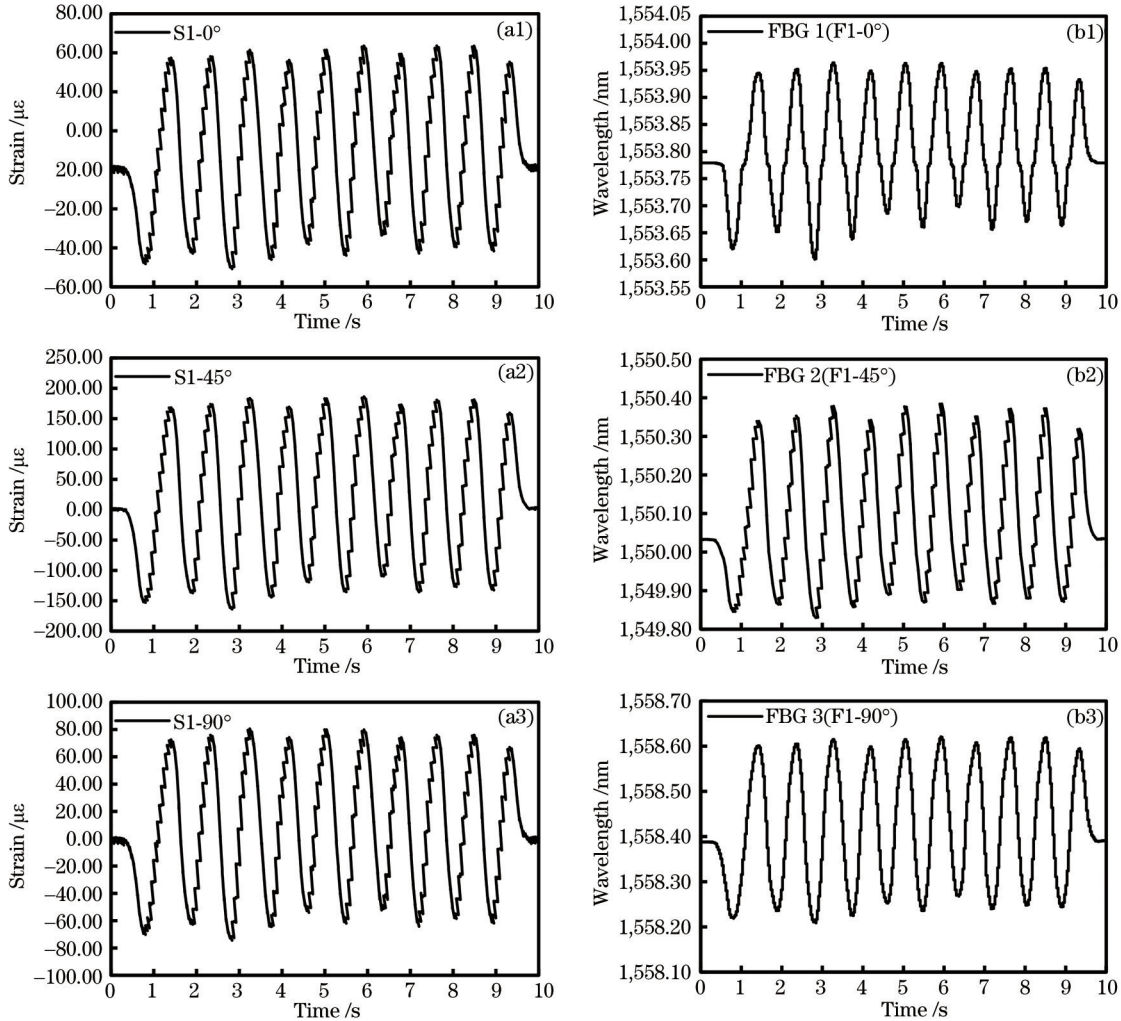 S1-0°
(a1)
Strain /με
80.00
60.00
40.00
0.00
20.00
−20.00
−40.00
−60.00
0 1 2 3 4 5 6 7 8 9 10
Time /s
FBG 1(F1-0°)
(b1)
Wavelength /nm
1,554.05
1,554.00
1,553.95
1,553.90
1,553.85
1,553.80
1,553.76
1,553.70
1,553.60
1,553.55
0 1 2 3 4 5 6 7 8 9 10
Time /s
S1-45°
(a2)
Strain /με
250.00
200.00
150.00
100.00
50.00
0.00
−50.00
−100.00
−150.00
−200.00
0 1 2 3 4 5 6 7 8 9 10
Time /s
FBG 2(F1-45°)
(b2)
Wavelength /nm
1,550.50
1,550.40
1,550.30
1,550.20
1,550.10
1,550.00
1,549.90
1,549.80
0 1 2 3 4 5 6 7 8 9 10
Time /s
S1-90°
(a3)
Strain /με
100.00
80.00
60.00
40.00
20.00
0.00
−20.00
−40.00
−60.00
−80.00
−100.00
0 1 2 3 4 5 6 7 8 9 10
Time /s
FBG 3(F1-90°)
(b3)
Wavelength /nm
1,558.70
1,558.60
1,558.50
1,558.40
1,558.30
1,558.20
1,558.10
0 1 2 3 4 5 6 7 8 9 10
Time /s